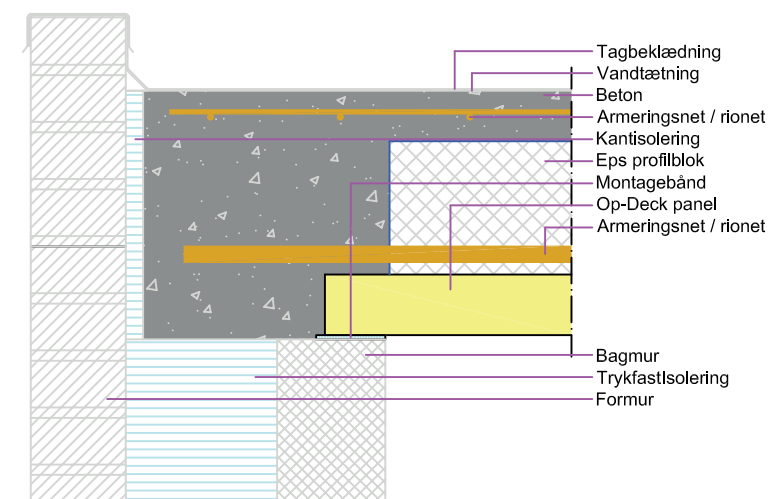 Tagbeklædning
Vandtætning
Beton
Armeringsnet / rionet
Kantisolering
Eps profilblok
Montagebånd
Op-Deck panel
Armeringsnet / rionet
Bagmur
TrykfastIsolering
Formur